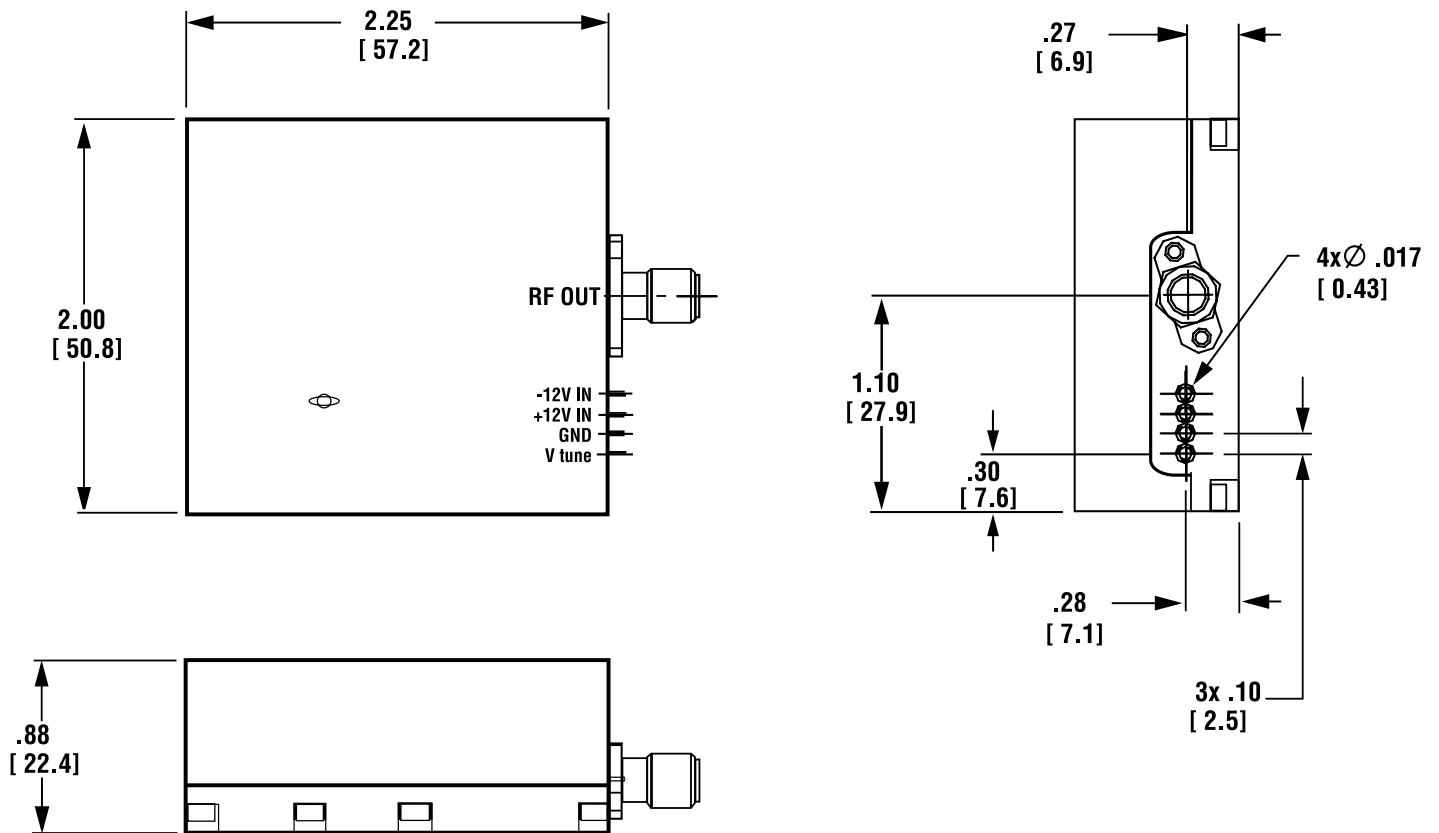 2.25
[ 57.2]
.27
[ 6.9]
4xØ .017
[ 0.43]
RF OUT
2.00
[ 50.8]
-12V IN
+12V IN
GND
V tune
1.10
[ 27.9]
.30
[ 7.6]
.28
[ 7.1]
3x .10
[ 2.5]
.88
[ 22.4]